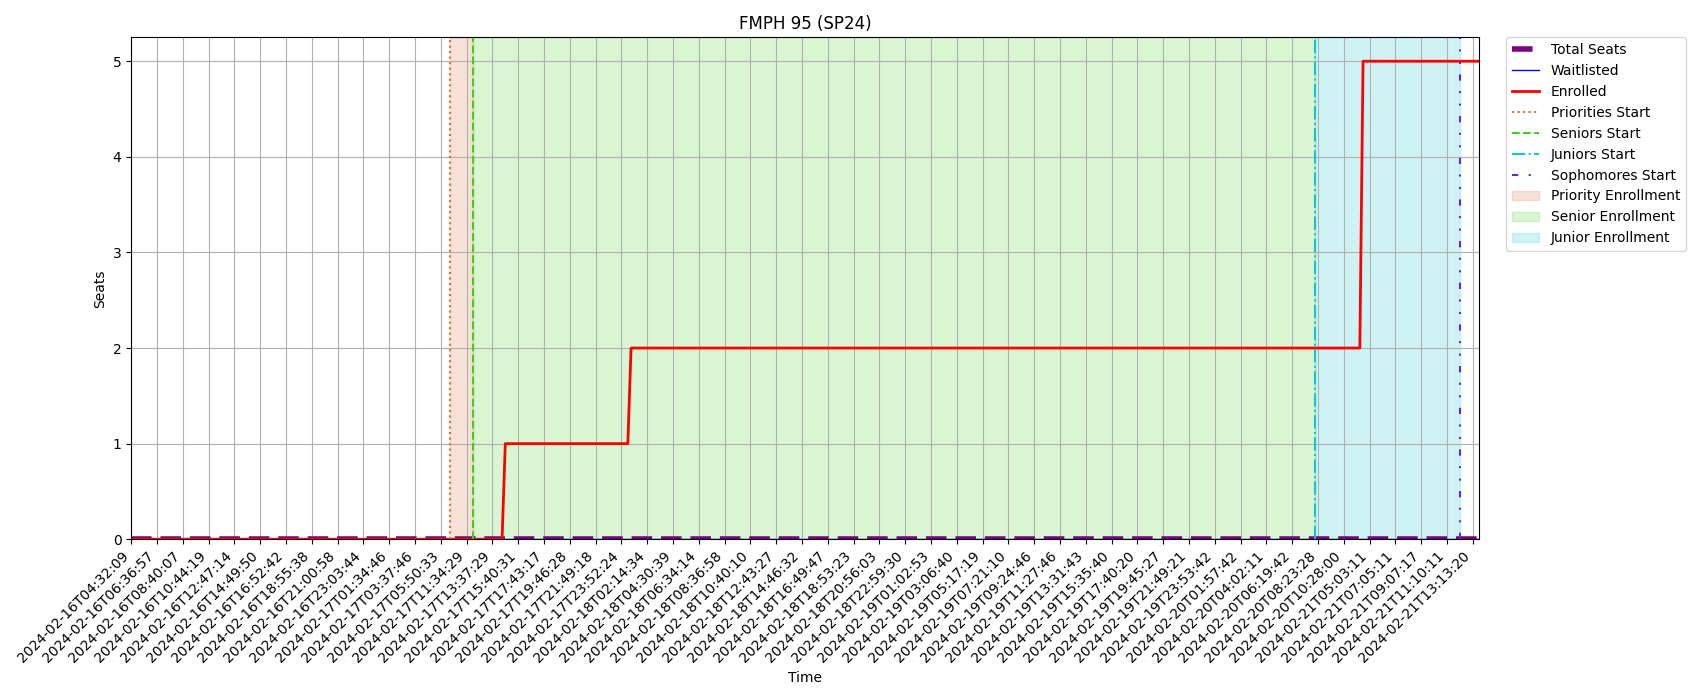 FMPH 95 (SP24)
Total Seats
Waitlisted
Enrolled
Priorities Start
Seniors Start
Juniors Start
Sophomores Start
Priority Enrollment
Senior Enrollment
Junior Enrollment
Seats
5
4
3
2
1
0
2024-02-16T04:32:09
2024-02-16T06:36:57
2024-02-16T08:40:07
2024-02-16T10:44:19
2024-02-16T12:47:14
2024-02-16T14:49:50
2024-02-16T16:52:42
2024-02-16T18:55:38
2024-02-16T21:00:58
2024-02-16T23:03:44
2024-02-17T01:34:46
2024-02-17T03:37:46
2024-02-17T05:50:33
2024-02-17T11:34:29
2024-02-17T13:37:29
2024-02-17T15:40:31
2024-02-17T17:43:17
2024-02-17T19:46:28
2024-02-17T21:49:18
2024-02-17T23:52:24
2024-02-18T02:14:34
2024-02-18T04:30:39
2024-02-18T06:34:14
2024-02-18T08:36:58
2024-02-18T10:40:10
2024-02-18T12:43:27
2024-02-18T14:46:32
2024-02-18T16:49:47
2024-02-18T18:53:23
2024-02-18T20:56:03
2024-02-18T22:59:30
2024-02-19T01:02:53
2024-02-19T03:06:40
2024-02-19T05:17:19
2024-02-19T07:21:10
2024-02-19T09:24:46
2024-02-19T11:27:46
2024-02-19T13:31:43
2024-02-19T15:35:40
2024-02-19T17:40:20
2024-02-19T19:45:27
2024-02-19T21:49:21
2024-02-19T23:53:42
2024-02-20T01:57:42
2024-02-20T04:02:11
2024-02-20T06:19:42
2024-02-20T08:23:28
2024-02-20T10:28:00
2024-02-21T05:03:11
2024-02-21T07:05:11
2024-02-21T09:07:17
2024-02-21T11:10:11
2024-02-21T13:13:20
Time